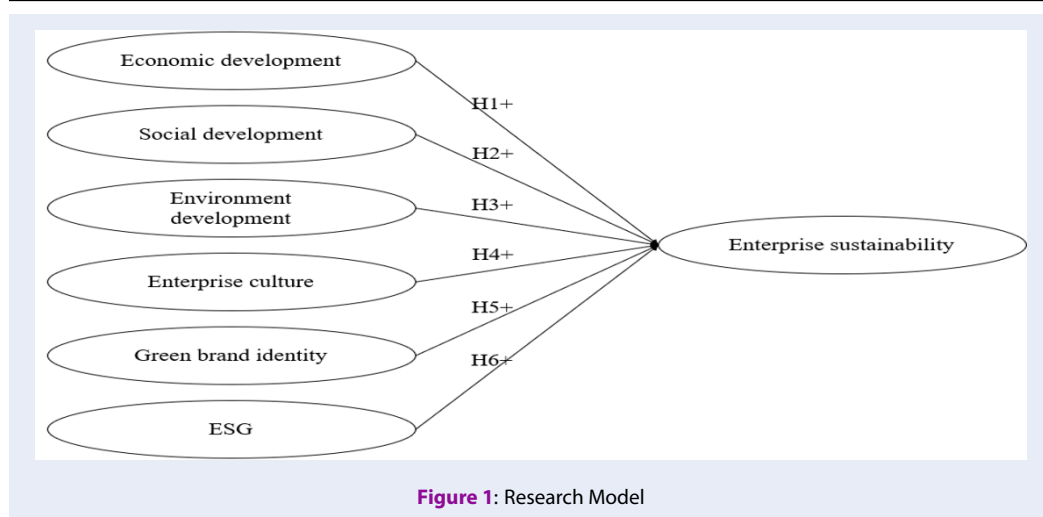 Economic development
H1+
Social development
H2+
Environment
development
H3+
Enterprise sustainability
H4+
Enterprise culture
H5+
Green brand identity
H6+
ESG
Figure 1: Research Model